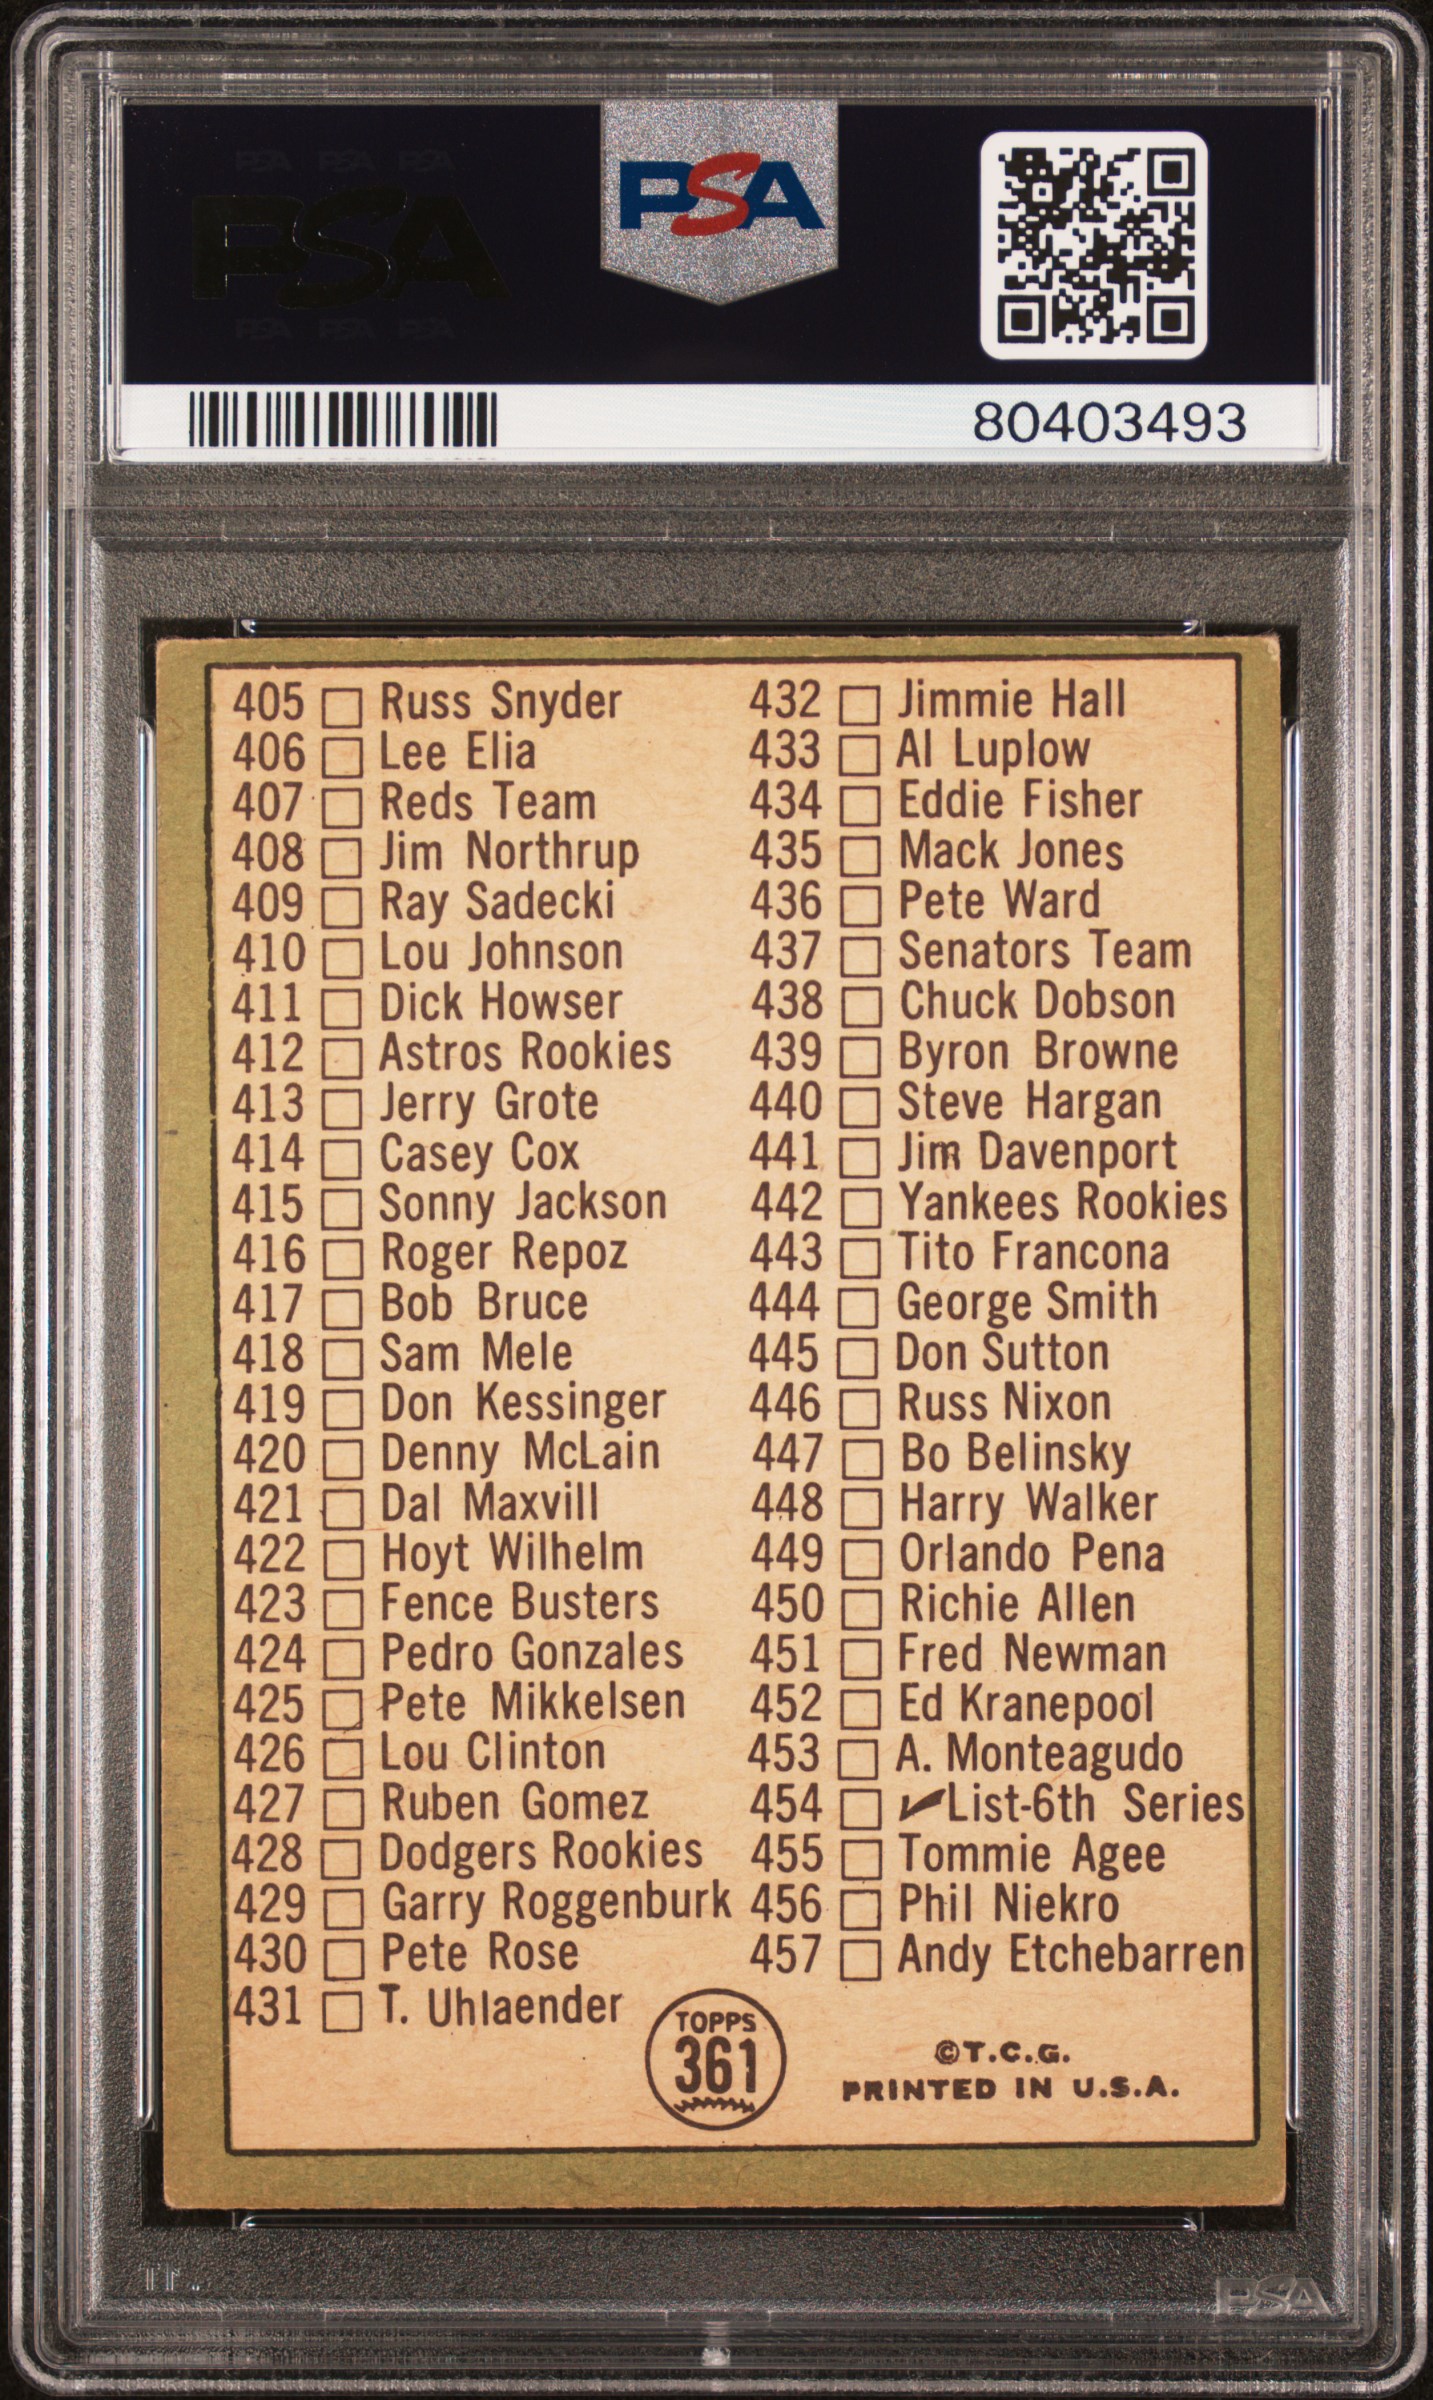 PSA PSA PSA
PSA
PSA PSA PSA
PSA
80403493
405 Russ Snyder
406 Lee Elia
407 Reds Team
408 Jim Northrup
409 Ray Sadecki
410 Lou Johnson
411 Dick Howser
412 Astros Rookies
413 Jerry Grote
414 Casey Cox
415 Sonny Jackson
416 Roger Repoz
417 Bob Bruce
418 Sam Mele
419 Don Kessinger
420 Denny McLain
421 Dal Maxvill
422 Hoyt Wilhelm
423 Fence Busters
424 Pedro Gonzales
425 Pete Mikkelsen
426 Lou Clinton
427 Ruben Gomez
428 Dodgers Rookies
429 Garry Roggenburk
430 Pete Rose
431 T. Uhlaender
432 Jimmie Hall
433 Al Luplow
434 Eddie Fisher
435 Mack Jones
436 Pete Ward
437 Senators Team
438 Chuck Dobson
439 Byron Browne
440 Steve Hargan
441 Jim Davenport
442 Yankees Rookies
443 Tito Francona
444 George Smith
445 Don Sutton
446 Russ Nixon
447 Bo Belinsky
448 Harry Walker
449 Orlando Pena
450 Richie Allen
451 Fred Newman
452 Ed Kranepool
453 A. Monteagudo
454 ✓List-6th Series
455 Tommie Agee
456 Phil Niekro
457 Andy Etchebarren
TOPPS
361
©T.C.G.
PRINTED IN U.S.A.
PSA